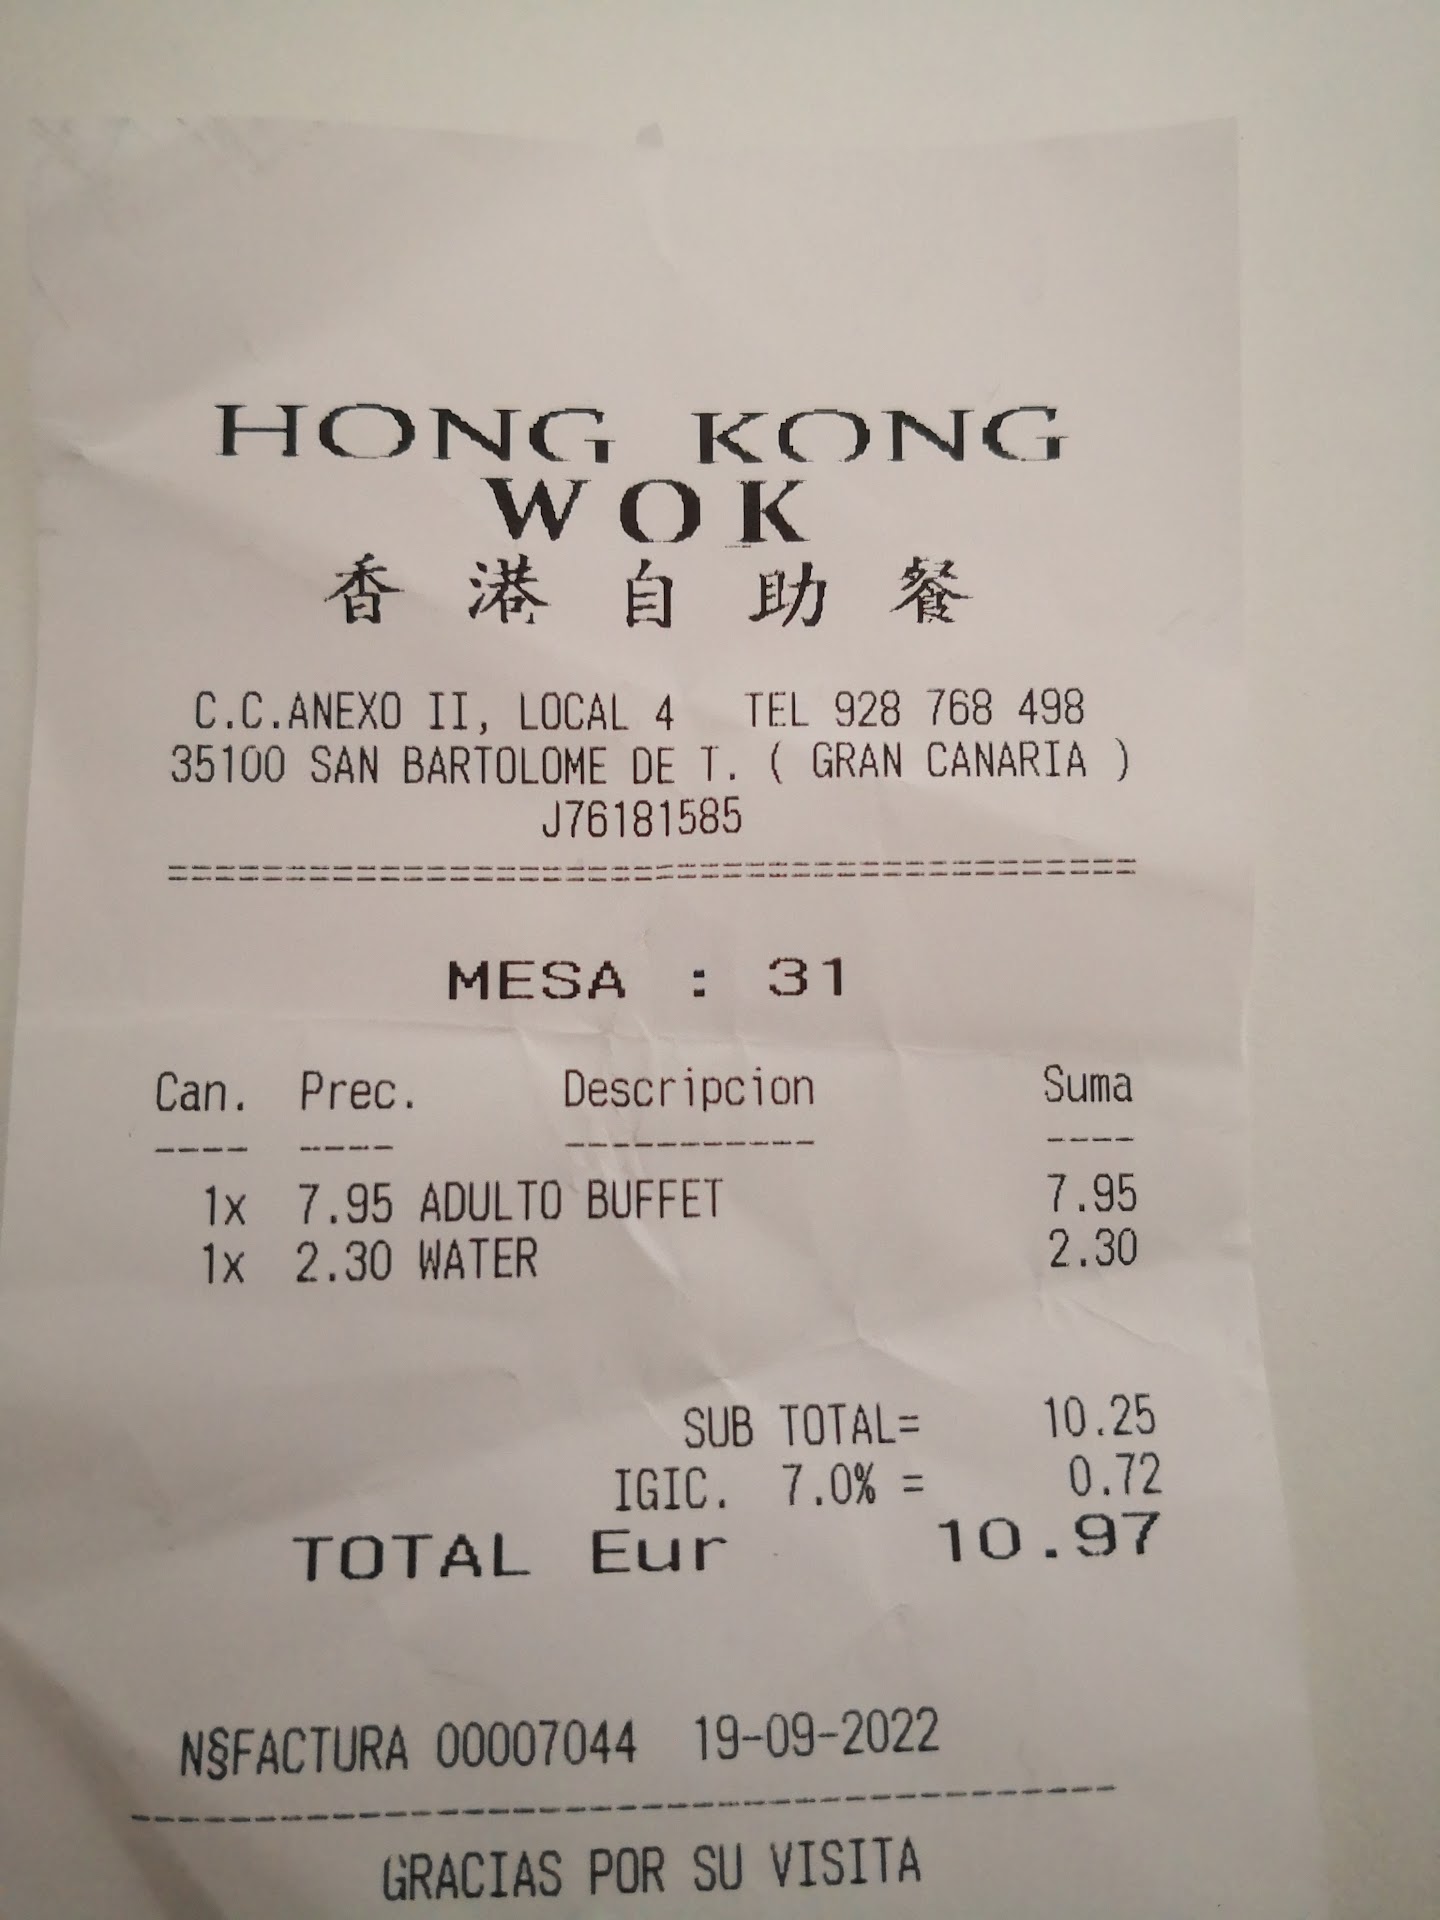 HONG KONG
WOK
香港自助餐
C.C.ANEXO II, LOCAL 4 TEL 928 768 498
35100 SAN BARTOLOME DE T. ( GRAN CANARIA )
J76181585
==========================================
MESA : 31
Can. Prec. Descripcion Suma
---- ---- ----------- ----
1x 7.95 ADULTO BUFFET 7.95
1x 2.30 WATER 2.30
SUB TOTAL= 10.25
IGIC. 7.0% = 0.72
TOTAL Eur 10.97
N§FACTURA 00007044 19-09-2022
------------------------------------------
GRACIAS POR SU VISITA